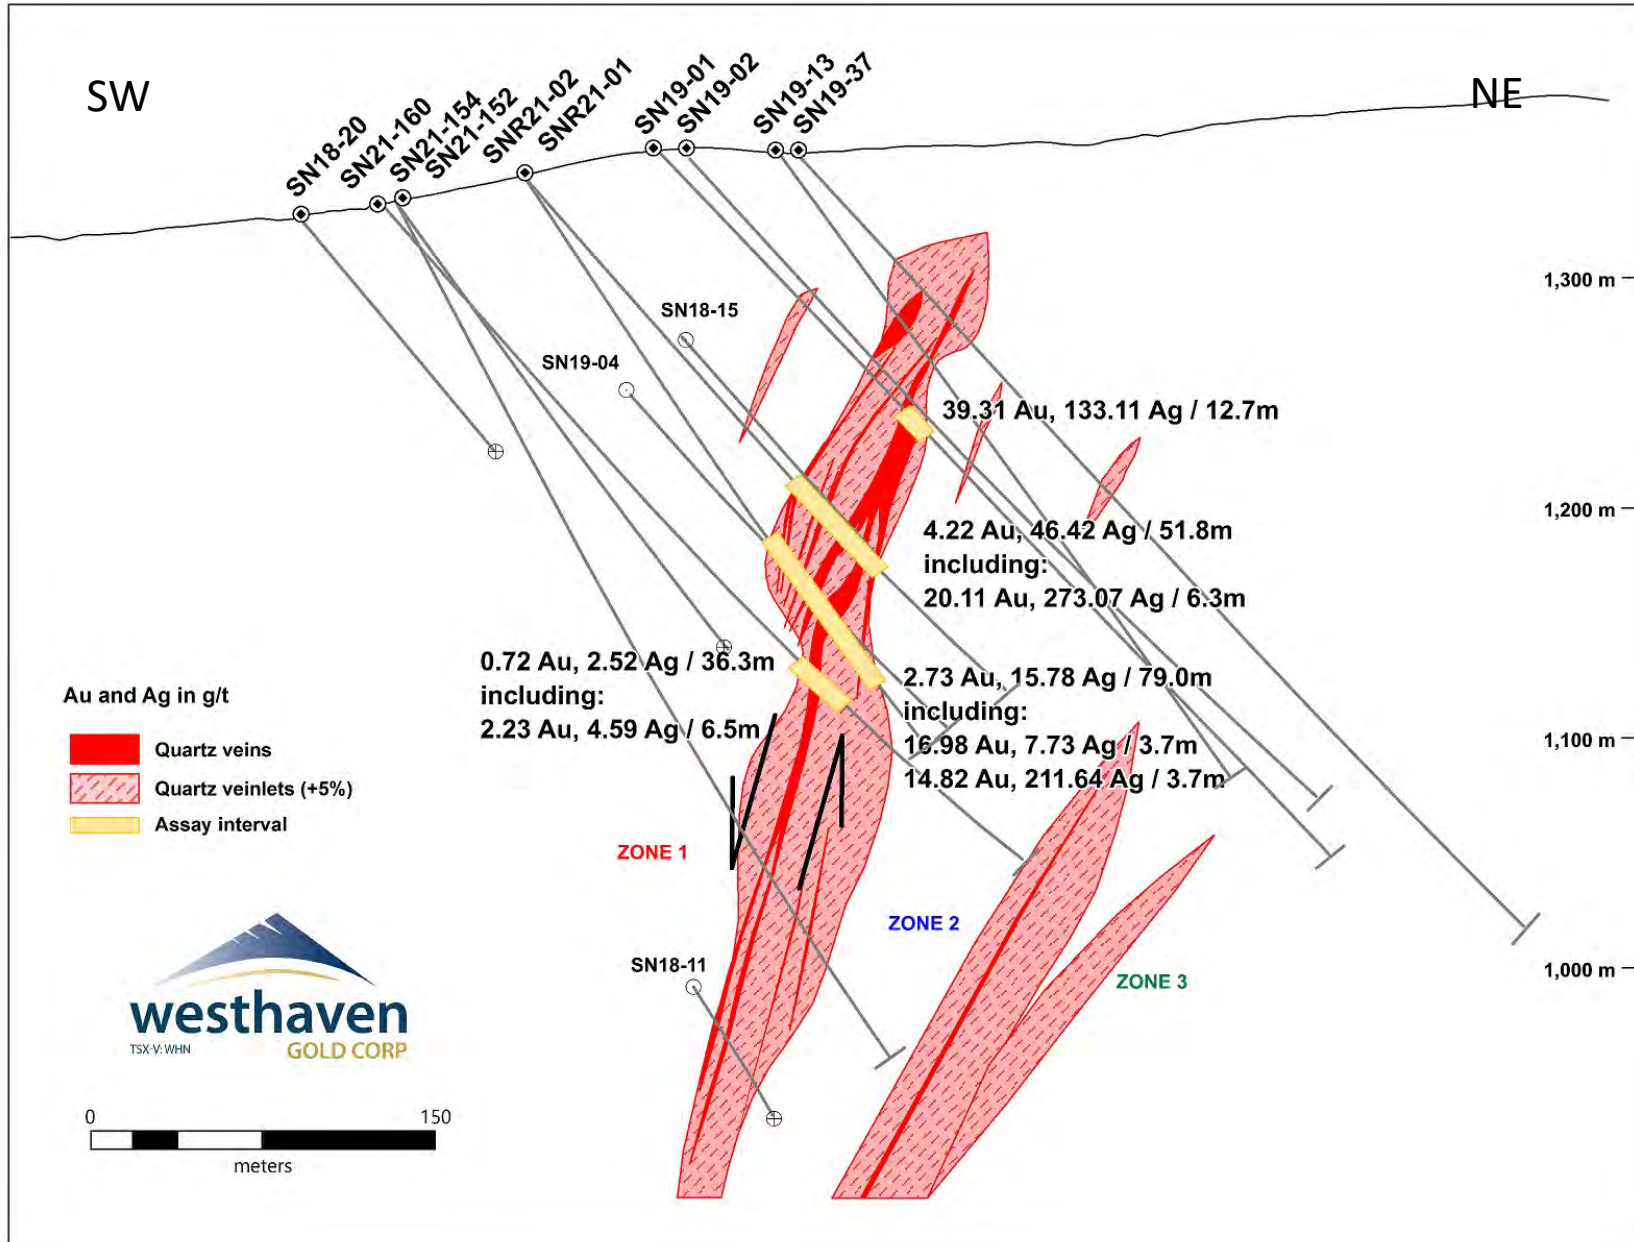 SW
NE
SN18-20
SN21-160
SN21-154
SN21-152
SNR21-02
SNR21-01
SN19-01
SN19-02
SN19-13
SN19-37
1,300 m
SN18-15
SN19-04
39.31 Au, 133.11 Ag / 12.7m
1,200 m
4.22 Au, 46.42 Ag / 51.8m
including:
20.11 Au, 273.07 Ag / 6.3m
0.72 Au, 2.52 Ag / 36.3m
including:
2.23 Au, 4.59 Ag / 6.5m
2.73 Au, 15.78 Ag / 79.0m
including:
16.98 Au, 7.73 Ag / 3.7m
14.82 Au, 211.64 Ag / 3.7m
1,100 m
Au and Ag in g/t
Quartz veins
Quartz veinlets (+5%)
Assay interval
ZONE 1
ZONE 2
ZONE 3
SN18-11
1,000 m
westhaven
TSX-V: WHN
GOLD CORP
0 150
meters